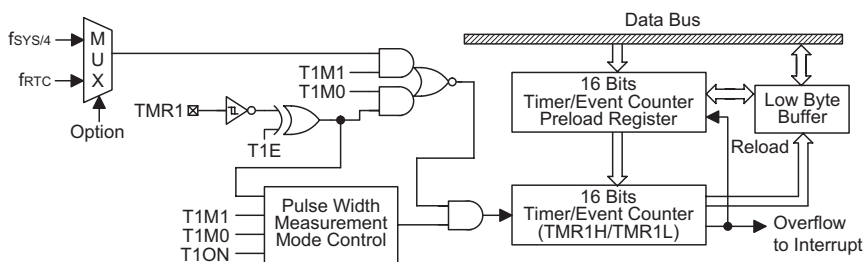 Data Bus
fSYS/4
fRTC
M
U
X
Option
TMR1
T1E
T1M1
T1M0
16 Bits
Timer/Event Counter
Preload Register
Low Byte
Buffer
Reload
T1M1
T1M0
T1ON
Pulse Width
Measurement
Mode Control
16 Bits
Timer/Event Counter
(TMR1H/TMR1L)
Overflow
to Interrupt